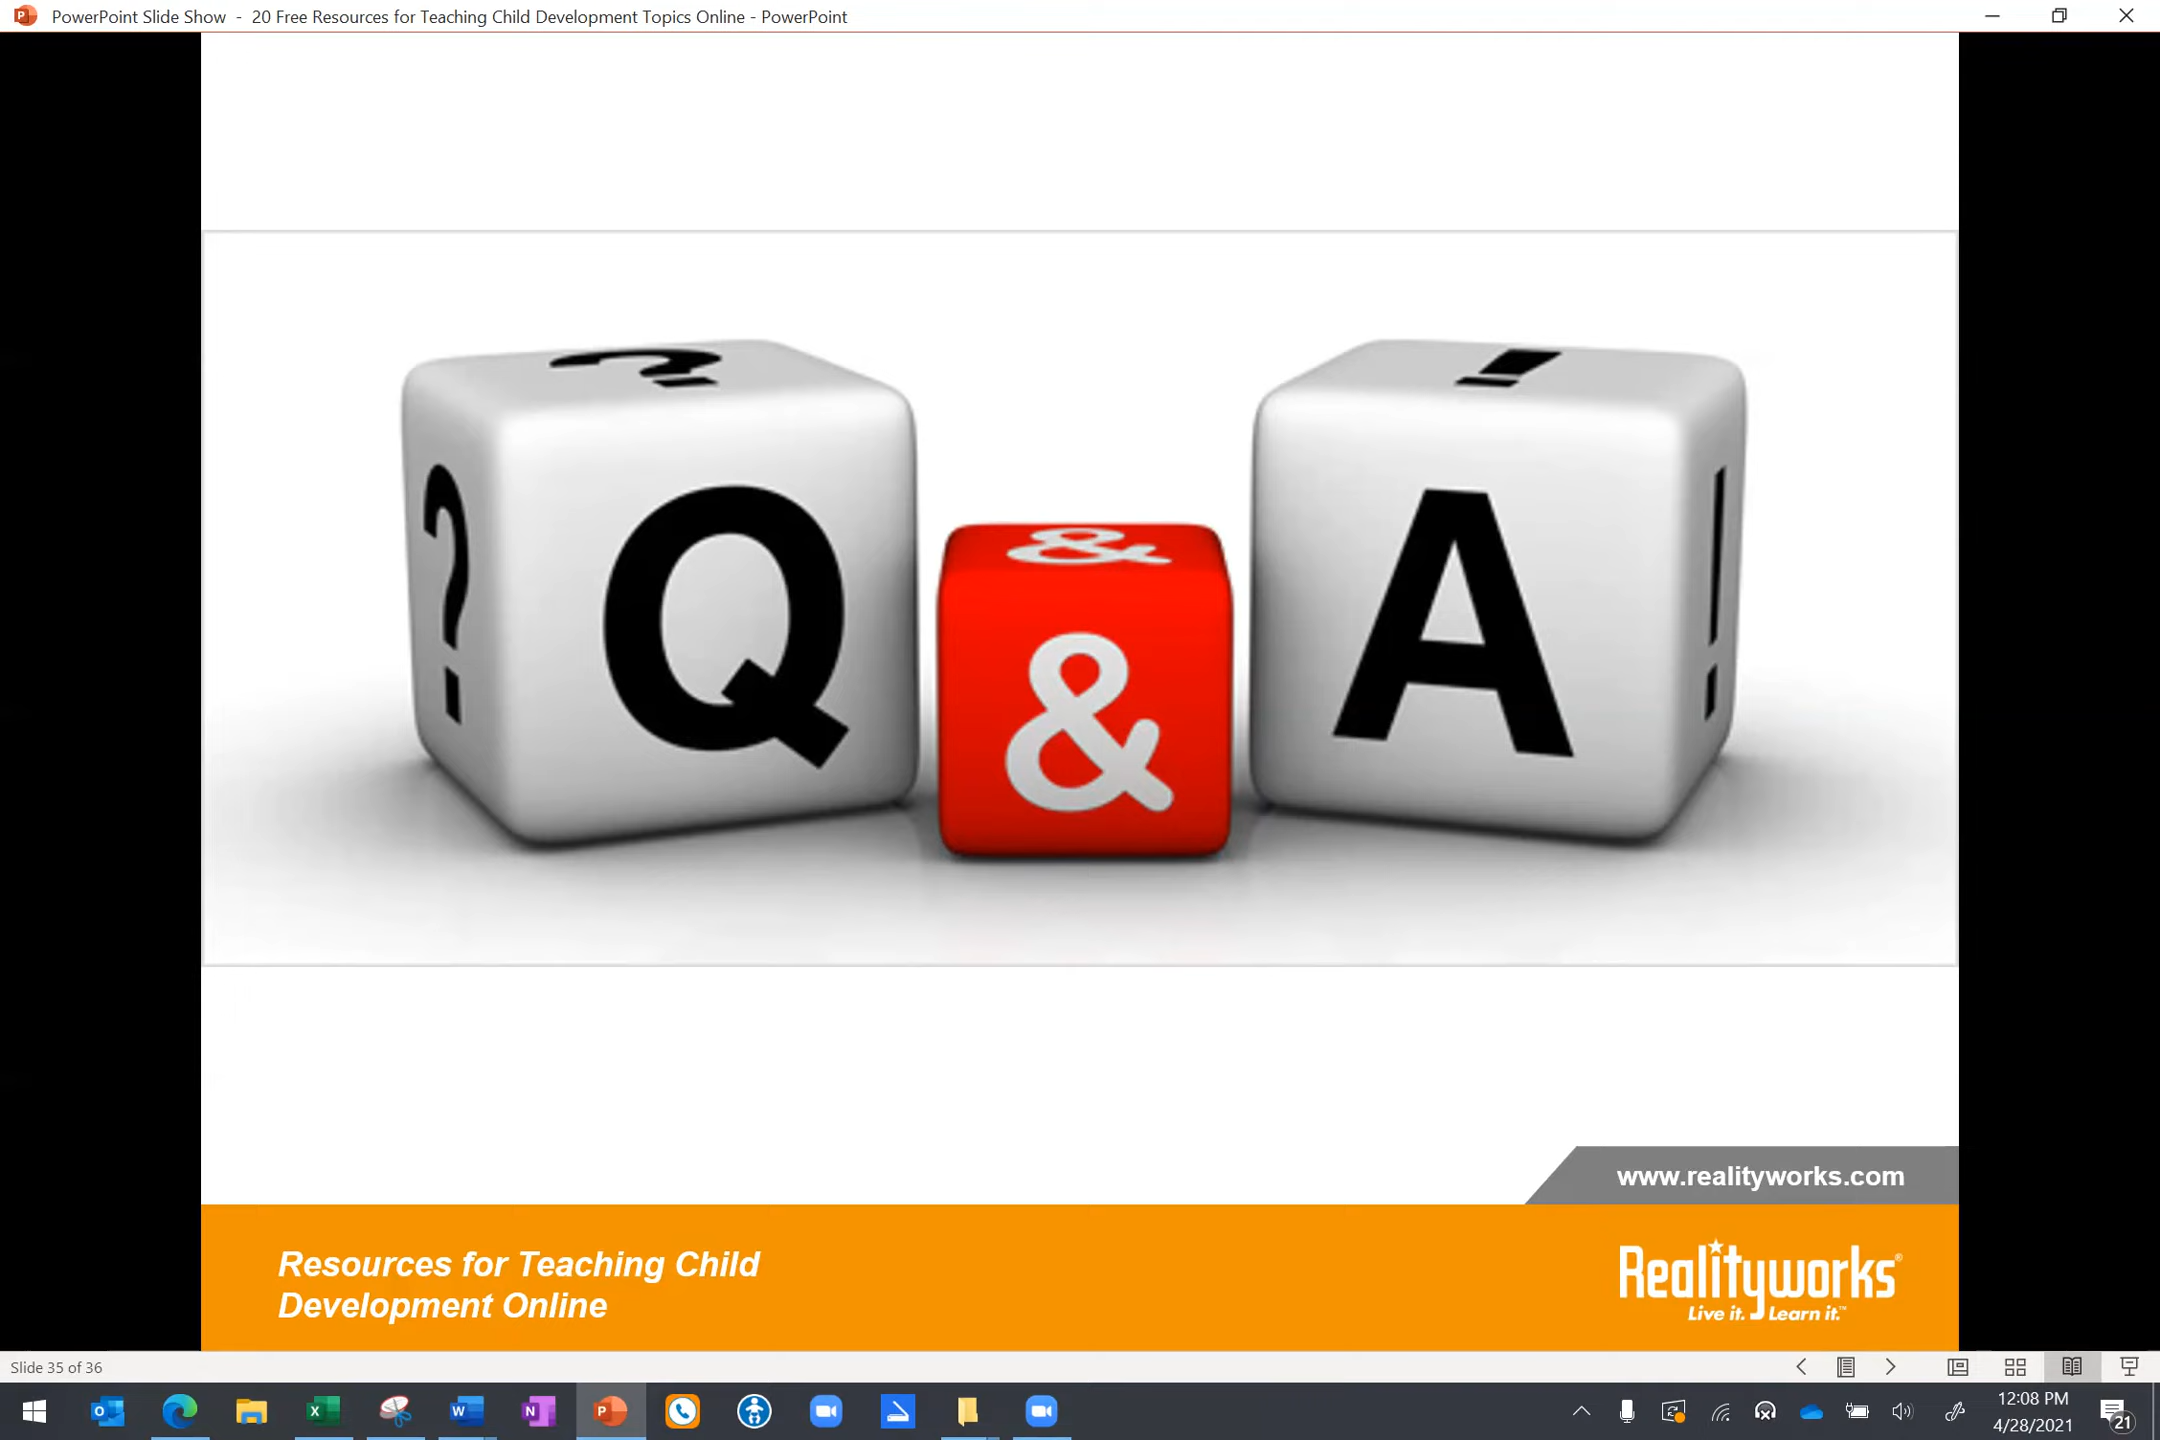 PowerPoint Slide Show - 20 Free Resources for Teaching Child Development Topics Online - PowerPoint
? !
? Q & & A !
www.realityworks.com
Resources for Teaching Child
Development Online
Realityworks®
Live it. Learn it.™
Slide 35 of 36
12:08 PM
4/28/2021
21